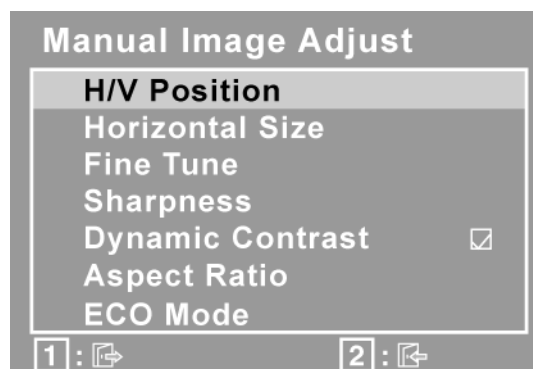 Manual Image Adjust
H/V Position
Horizontal Size
Fine Tune
Sharpness
Dynamic Contrast
Aspect Ratio
ECO Mode
1 : 2 :